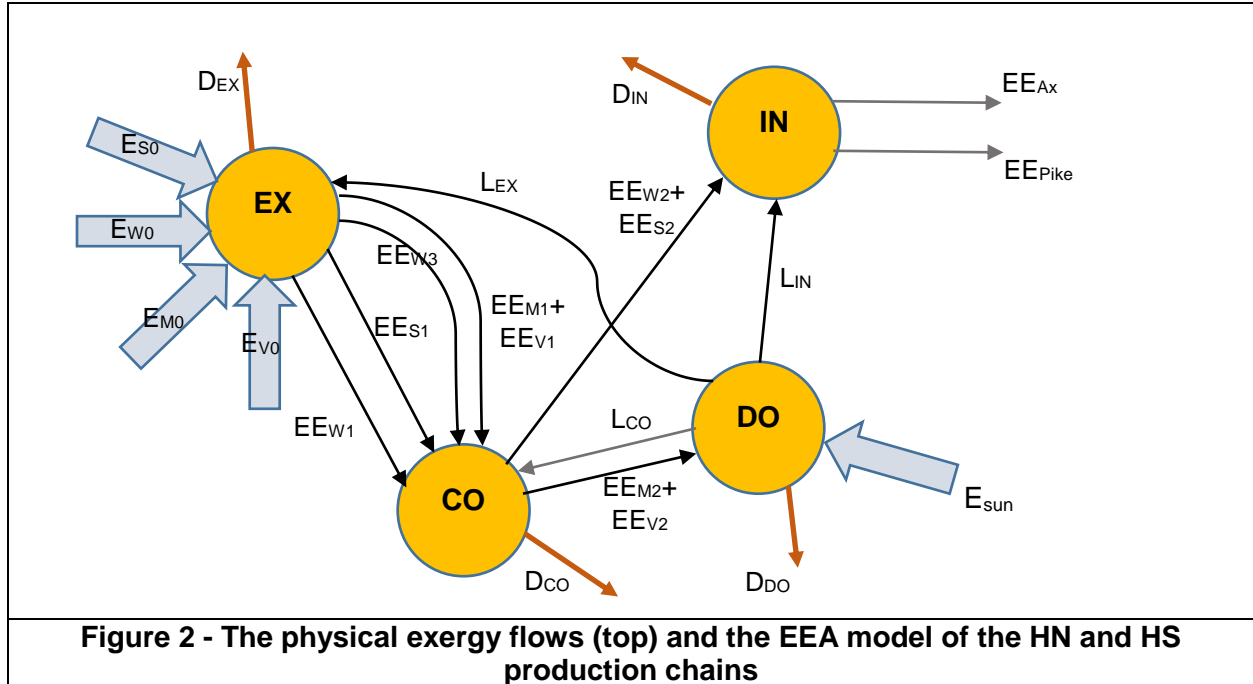 DEX
DIN
EEAx
IN
ES0
EEPike
EX
LEX
EEW2+
EES2
EW0
EEW3
LIN
EM0
EEM1+
EEV1
EES1
EV0
DO
LCO
EEW1
CO
EEM2+
EEV2
Esun
DCO
DDO
Figure 2 - The physical exergy flows (top) and the EEA model of the HN and HS
production chains